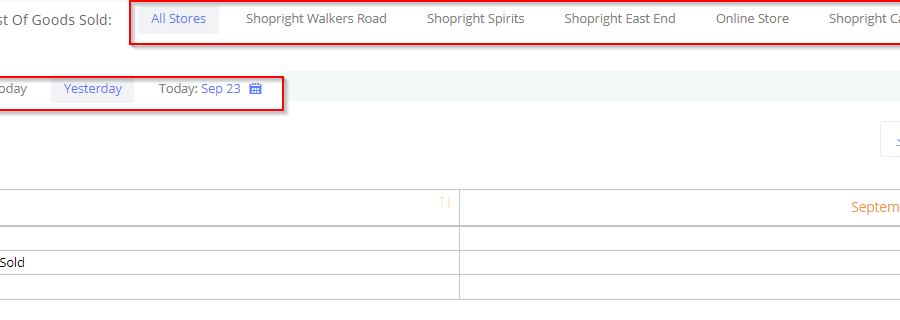 st Of Goods Sold: All Stores Shopright Walkers Road Shopright Spirits Shopright East End Online Store Shopright Ca
oday Yesterday Today: Sep 23
Septem
Sold